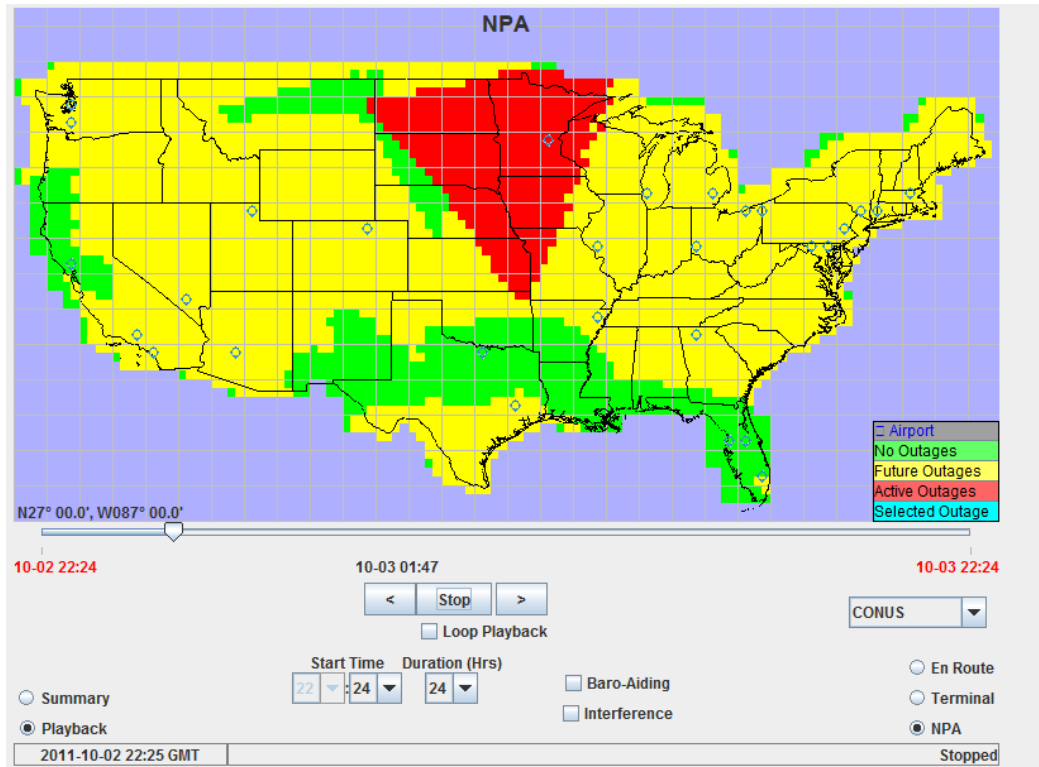 NPA
□ Airport
No Outages
Future Outages
Active Outages
Selected Outage
N27° 00.0', W087° 00.0'
10-02 22:24
10-03 01:47
10-03 22:24
<
Stop
>
Loop Playback
CONUS
Start Time
Duration (Hrs)
22 : 24
24
Baro-Aiding
Interference
Summary
Playback
En Route
Terminal
NPA
2011-10-02 22:25 GMT
Stopped